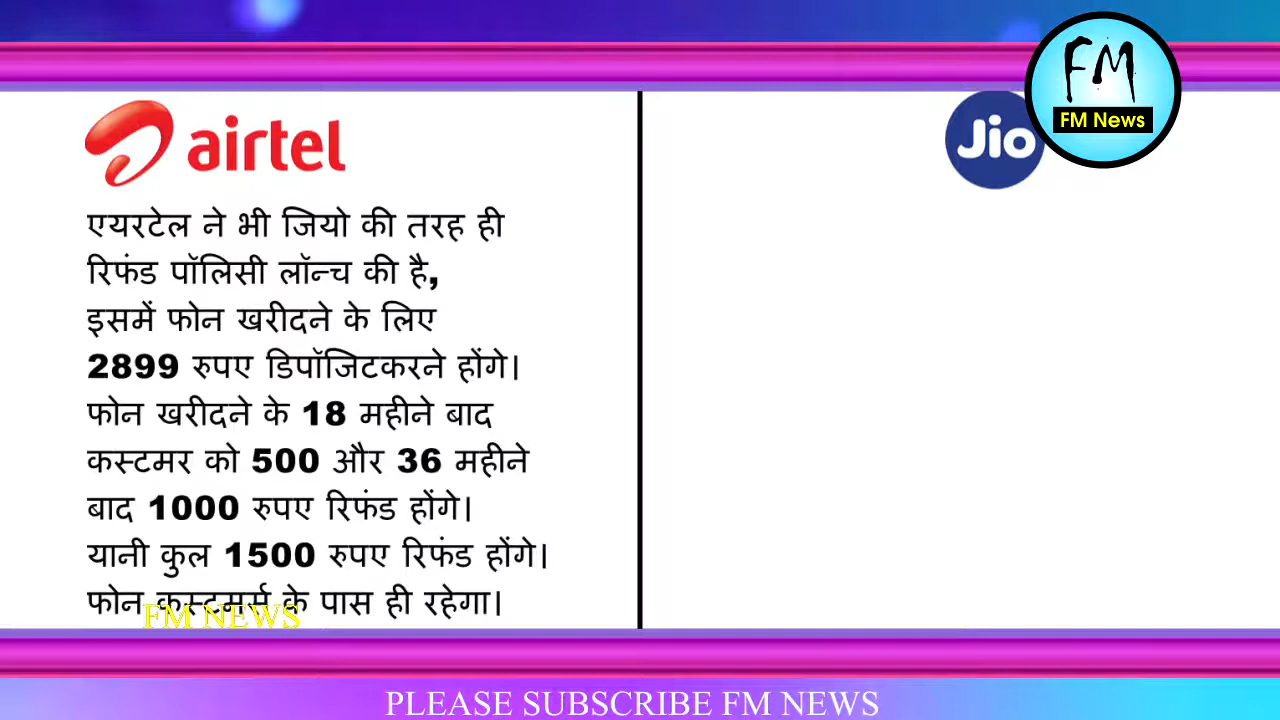 airtel
एयरटेल ने भी जियो की तरह ही
रिफंड पॉलिसी लॉन्च की है,
इसमें फोन खरीदने के लिए
2899 रुपए डिपॉजिटकरने होंगे।
फोन खरीदने के 18 महीने बाद
कस्टमर को 500 और 36 महीने
बाद 1000 रुपए रिफंड होंगे।
यानी कुल 1500 रुपए रिफंड होंगे।
फोन कस्टमर्स के पास ही रहेगा।
FM NEWS
Jio
FM
FM News
PLEASE SUBSCRIBE FM NEWS